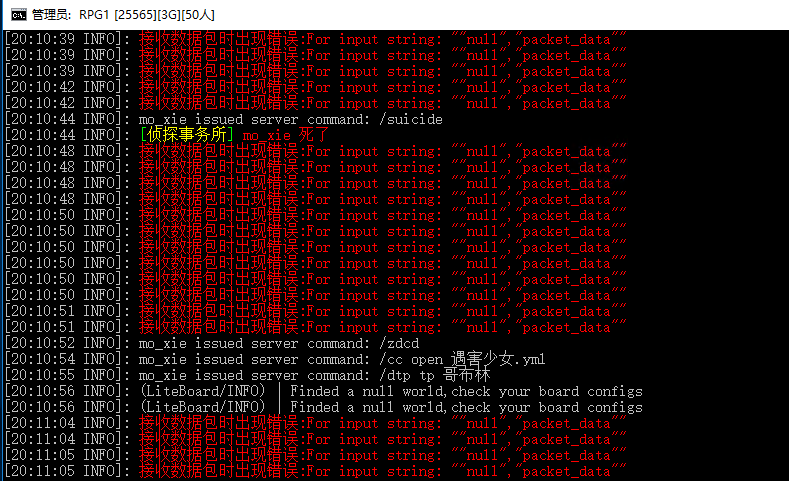 管理员: RPG1 [25565][3G][50人]
[20:10:39 INFO]: 接收数据包时出现错误:For input string: ""null","packet_data""
[20:10:39 INFO]: 接收数据包时出现错误:For input string: ""null","packet_data""
[20:10:39 INFO]: 接收数据包时出现错误:For input string: ""null","packet_data""
[20:10:42 INFO]: 接收数据包时出现错误:For input string: ""null","packet_data""
[20:10:42 INFO]: 接收数据包时出现错误:For input string: ""null","packet_data""
[20:10:44 INFO]: mo_xie issued server command: /suicide
[20:10:44 INFO]: [侦探事务所] mo_xie 死了
[20:10:48 INFO]: 接收数据包时出现错误:For input string: ""null","packet_data""
[20:10:48 INFO]: 接收数据包时出现错误:For input string: ""null","packet_data""
[20:10:48 INFO]: 接收数据包时出现错误:For input string: ""null","packet_data""
[20:10:48 INFO]: 接收数据包时出现错误:For input string: ""null","packet_data""
[20:10:50 INFO]: 接收数据包时出现错误:For input string: ""null","packet_data""
[20:10:50 INFO]: 接收数据包时出现错误:For input string: ""null","packet_data""
[20:10:50 INFO]: 接收数据包时出现错误:For input string: ""null","packet_data""
[20:10:50 INFO]: 接收数据包时出现错误:For input string: ""null","packet_data""
[20:10:50 INFO]: 接收数据包时出现错误:For input string: ""null","packet_data""
[20:10:50 INFO]: 接收数据包时出现错误:For input string: ""null","packet_data""
[20:10:51 INFO]: 接收数据包时出现错误:For input string: ""null","packet_data""
[20:10:51 INFO]: 接收数据包时出现错误:For input string: ""null","packet_data""
[20:10:52 INFO]: mo_xie issued server command: /zdcd
[20:10:54 INFO]: mo_xie issued server command: /cc open 遇害少女.yml
[20:10:55 INFO]: mo_xie issued server command: /dtp tp 哥布林
[20:10:56 INFO]: (LiteBoard/INFO) | Finded a null world,check your board configs
[20:10:56 INFO]: (LiteBoard/INFO) | Finded a null world,check your board configs
[20:11:04 INFO]: 接收数据包时出现错误:For input string: ""null","packet_data""
[20:11:04 INFO]: 接收数据包时出现错误:For input string: ""null","packet_data""
[20:11:05 INFO]: 接收数据包时出现错误:For input string: ""null","packet_data""
[20:11:05 INFO]: 接收数据包时出现错误:For input string: ""null","packet_data""